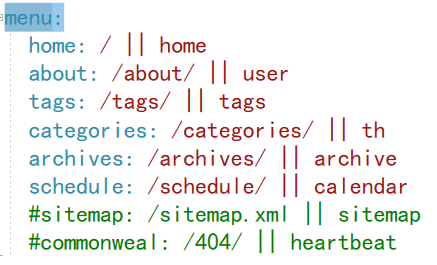 menu:
home: / || home
about: /about/ || user
tags: /tags/ || tags
categories: /categories/ || th
archives: /archives/ || archive
schedule: /schedule/ || calendar
#sitemap: /sitemap.xml || sitemap
#commonweal: /404/ || heartbeat